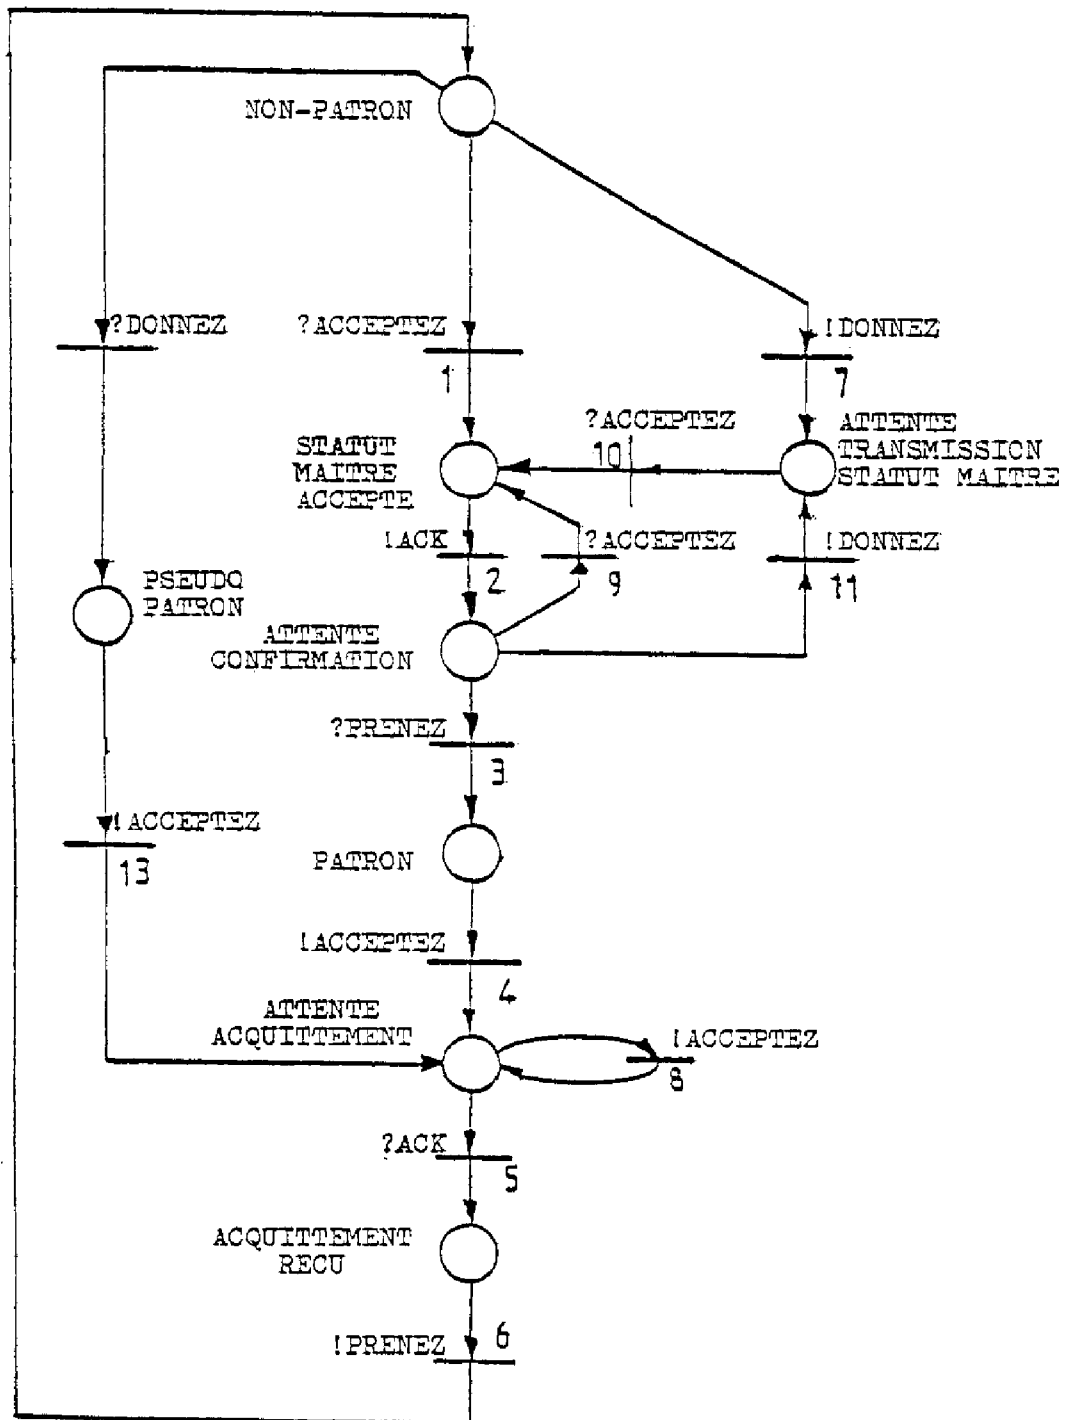 NON-PATRON
?DONNEZ
?ACCEPTEZ
!DONNEZ
1
7
?ACCEPTEZ
10
ATTENTE
TRANSMISSION
STATUT MAITRE
STATUT
MAITRE
ACCEPTE
!ACK
2
?ACCEPTEZ
9
!DONNEZ
11
PSEUDO
PATRON
ATTENTE
CONFIRMATION
?PRENEZ
3
!ACCEPTEZ
13
PATRON
!ACCEPTEZ
4
ATTENTE
ACQUITTEMENT
!ACCEPTEZ
8
?ACK
5
ACQUITTEMENT
RECU
!PRENEZ
6